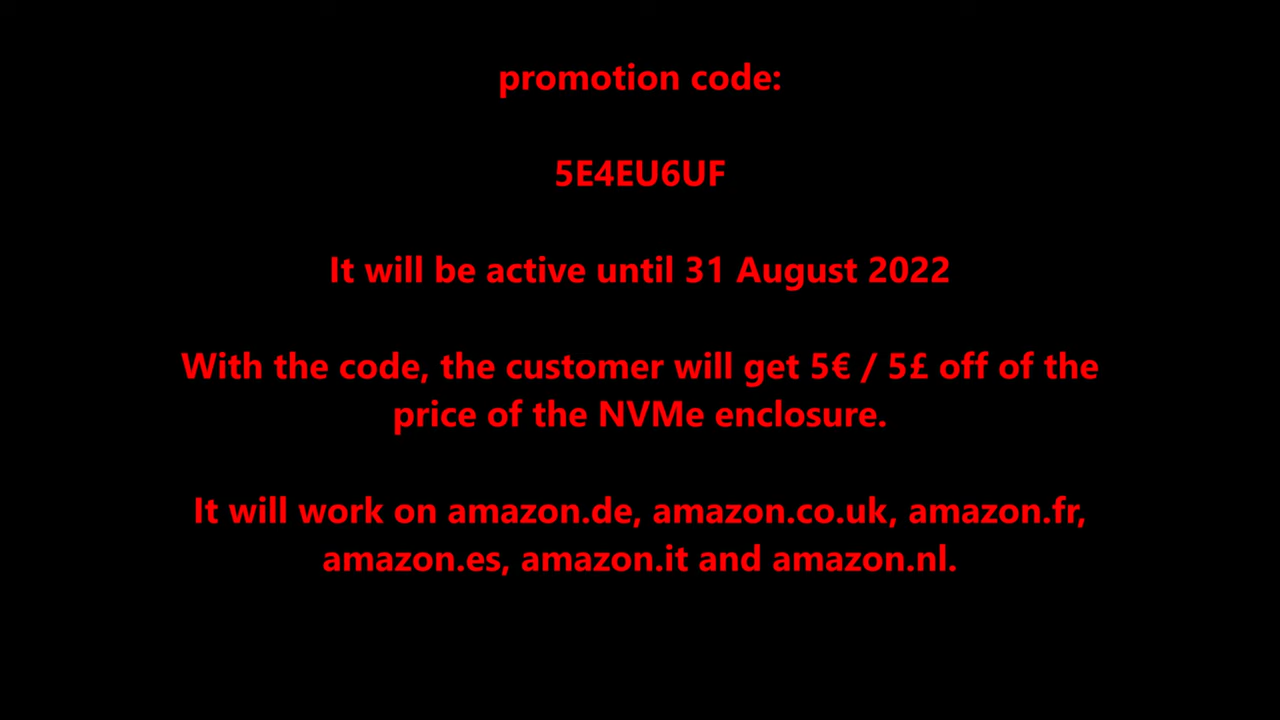 promotion code:
5E4EU6UF
It will be active until 31 August 2022
With the code, the customer will get 5€ / 5£ off of the
price of the NVMe enclosure.
It will work on amazon.de, amazon.co.uk, amazon.fr,
amazon.es, amazon.it and amazon.nl.